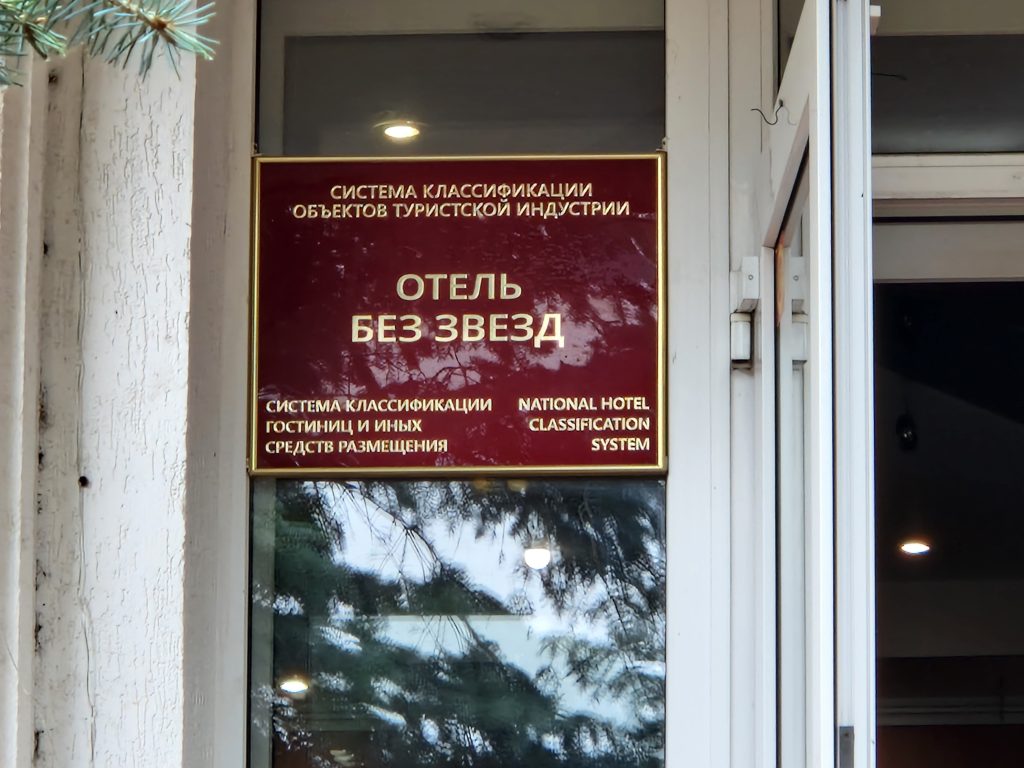 СИСТЕМА КЛАССИФИКАЦИИ
ОБЪЕКТОВ ТУРИСТСКОЙ ИНДУСТРИИ
ОТЕЛЬ
БЕЗ ЗВЕЗД
СИСТЕМА КЛАССИФИКАЦИИ
ГОСТИНИЦ И ИНЫХ
СРЕДСТВ РАЗМЕЩЕНИЯ
NATIONAL HOTEL
CLASSIFICATION
SYSTEM